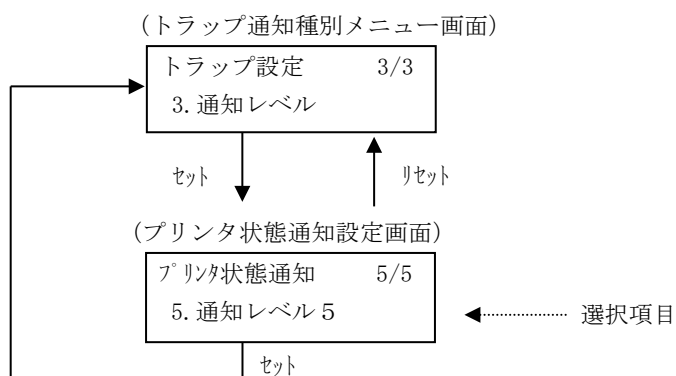 (トラップ通知種別メニュー画面)
トラップ設定 3/3
3.通知レベル
ｾｯﾄ ﾘｾｯﾄ
(プリンタ状態通知設定画面)
ﾌﾟﾘﾝﾀ状態通知 5/5
5.通知レベル５
選択項目
ｾｯﾄ